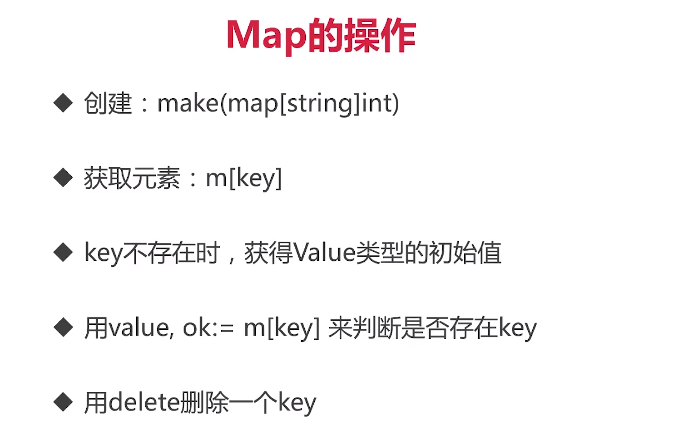 Map的操作
◆ 创建：make(map[string]int)
◆ 获取元素：m[key]
◆ key不存在时，获得Value类型的初始值
◆ 用value, ok:= m[key] 来判断是否存在key
◆ 用delete删除一个key